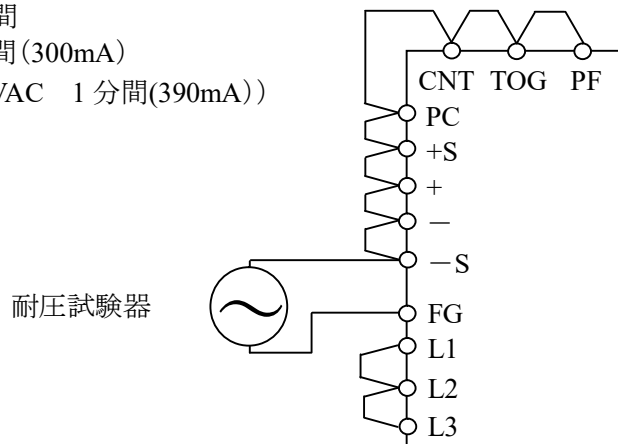 間
間(300mA)
VAC 1 分間(390mA))
CNT TOG PF
PC
+S
+
－
－S
耐圧試験器
FG
L1
L2
L3